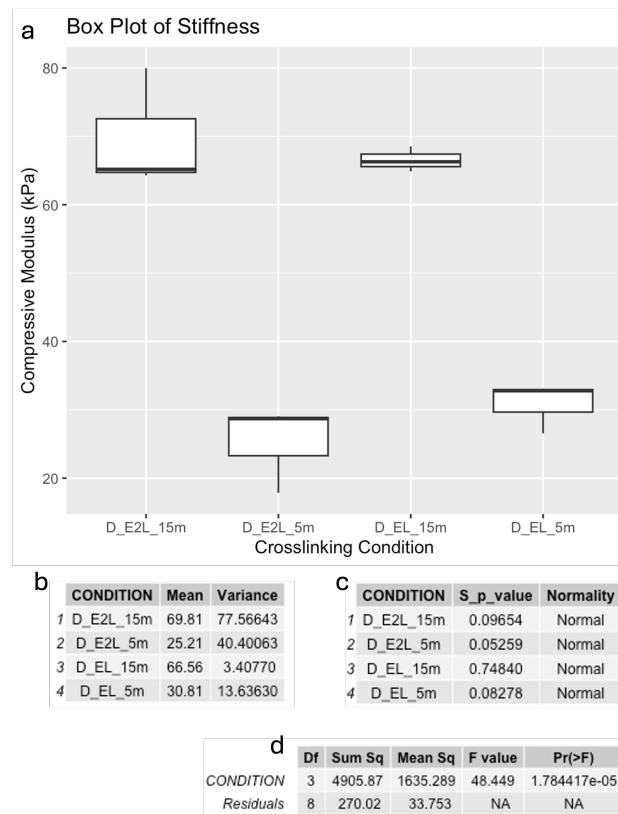 a
Box Plot of Stiffness
80
60
40
20
Compressive Modulus (kPa)
D_E2L_15m D_E2L_5m D_EL_15m D_EL_5m
Crosslinking Condition
b
CONDITION Mean Variance
1 D_E2L_15m 69.81 77.56643
2 D_E2L_5m 25.21 40.40063
3 D_EL_15m 66.56 3.40770
4 D_EL_5m 30.81 13.63630
c
CONDITION S_p_value Normality
1 D_E2L_15m 0.09654 Normal
2 D_E2L_5m 0.05259 Normal
3 D_EL_15m 0.74840 Normal
4 D_EL_5m 0.08278 Normal
d
Df Sum Sq Mean Sq F value Pr(>F)
CONDITION 3 4905.87 1635.289 48.449 1.784417e-05
Residuals 8 270.02 33.753 NA NA